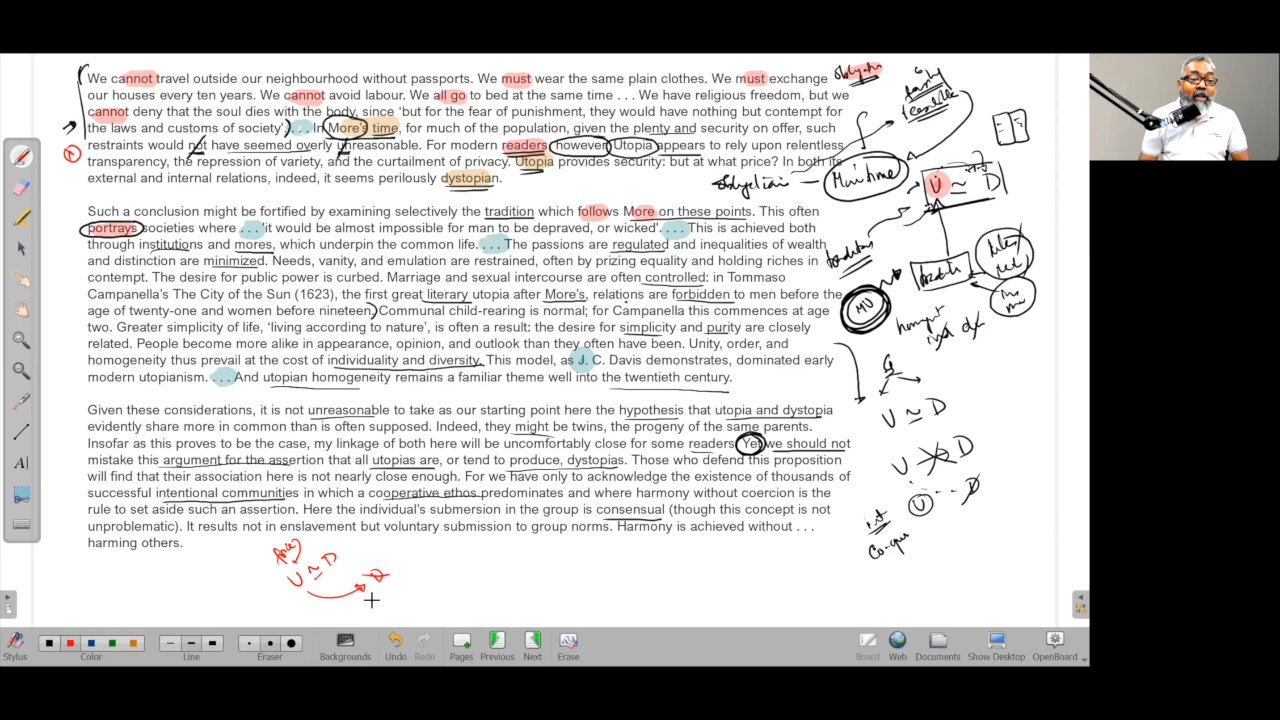 We cannot travel outside our neighbourhood without passports. We must wear the same plain clothes. We must exchange
our houses every ten years. We cannot avoid labour. We all go to bed at the same time . . . We have religious freedom, but we
cannot deny that the soul dies with the body, since ‘but for the fear of punishment, they would have nothing but contempt for
the laws and customs of society’. . . . In More’s time, for much of the population, given the plenty and security on offer, such
restraints would not have seemed overly unreasonable. For modern readers, however, Utopia appears to rely upon relentless
transparency, the repression of variety, and the curtailment of privacy. Utopia provides security: but at what price? In both its
external and internal relations, indeed, it seems perilously dystopian.
Such a conclusion might be fortified by examining selectively the tradition which follows More on these points. This often
portrays societies where . . . ‘it would be almost impossible for man to be depraved, or wicked’. . . . This is achieved both
through institutions and mores, which underpin the common life. . . . The passions are regulated and inequalities of wealth
and distinction are minimized. Needs, vanity, and emulation are restrained, often by prizing equality and holding riches in
contempt. The desire for public power is curbed. Marriage and sexual intercourse are often controlled: in Tommaso
Campanella’s The City of the Sun (1623), the first great literary utopia after More’s, relations are forbidden to men before the
age of twenty-one and women before nineteen. Communal child-rearing is normal; for Campanella this commences at age
two. Greater simplicity of life, ‘living according to nature’, is often a result: the desire for simplicity and purity are closely
related. People become more alike in appearance, opinion, and outlook than they often have been. Unity, order, and
homogeneity thus prevail at the cost of individuality and diversity. This model, as J. C. Davis demonstrates, dominated early
modern utopianism. . . . And utopian homogeneity remains a familiar theme well into the twentieth century.
Given these considerations, it is not unreasonable to take as our starting point here the hypothesis that utopia and dystopia
evidently share more in common than is often supposed. Indeed, they might be twins, the progeny of the same parents.
Insofar as this proves to be the case, my linkage of both here will be uncomfortably close for some readers. Yet we should not
mistake this argument for the assertion that all utopias are, or tend to produce, dystopias. Those who defend this proposition
will find that their association here is not nearly close enough. For we have only to acknowledge the existence of thousands of
successful intentional communities in which a cooperative ethos predominates and where harmony without coercion is the
rule to set aside such an assertion. Here the individual’s submersion in the group is consensual (though this concept is not
unproblematic). It results not in enslavement but voluntary submission to group norms. Harmony is achieved without . . .
harming others.
U ≃ D
MV
U ≃ D
U D
U D
U ≃ D
Stylus
Color
Line
Eraser
Backgrounds
Undo
Redo
Pages
Previous
Next
Erase
Board
Web
Documents
Show Desktop
OpenBoard